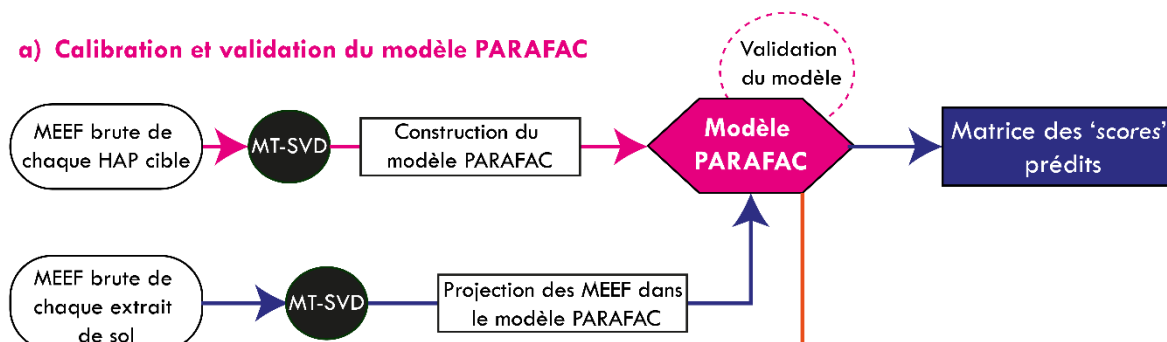 a) Calibration et validation du modèle PARAFAC
Validation
du modèle
MEEF brute de
chaque HAP cible
MT-SVD
Construction du
modèle PARAFAC
Modèle
PARAFAC
Matrice des ‘scores’
prédits
MEEF brute de
chaque extrait
de sol
MT-SVD
Projection des MEEF dans
le modèle PARAFAC